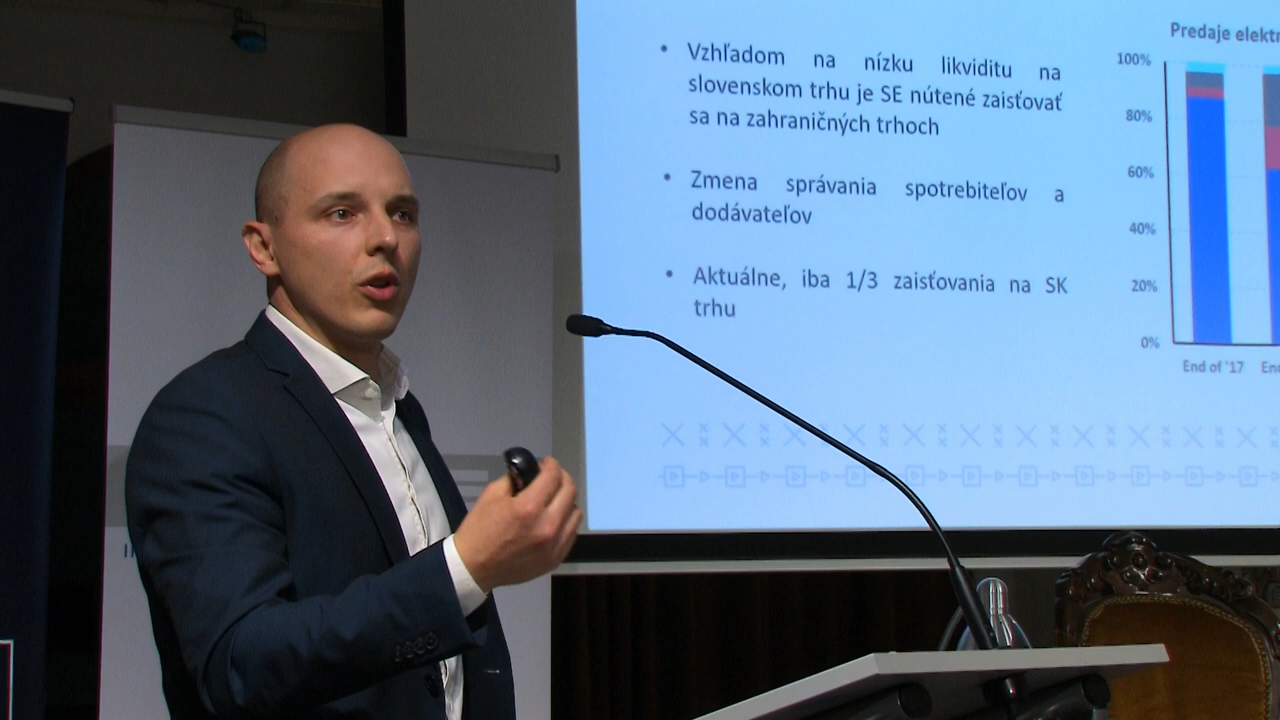 Vzhľadom na nízku likviditu na
slovenskom trhu je SE nútené zaisťovať
sa na zahraničných trhoch
Zmena správania spotrebiteľov a
dodávateľov
Aktuálne, iba 1/3 zaisťovania na SK
trhu
Predaje elektr
100%
80%
60%
40%
20%
0%
End of '17